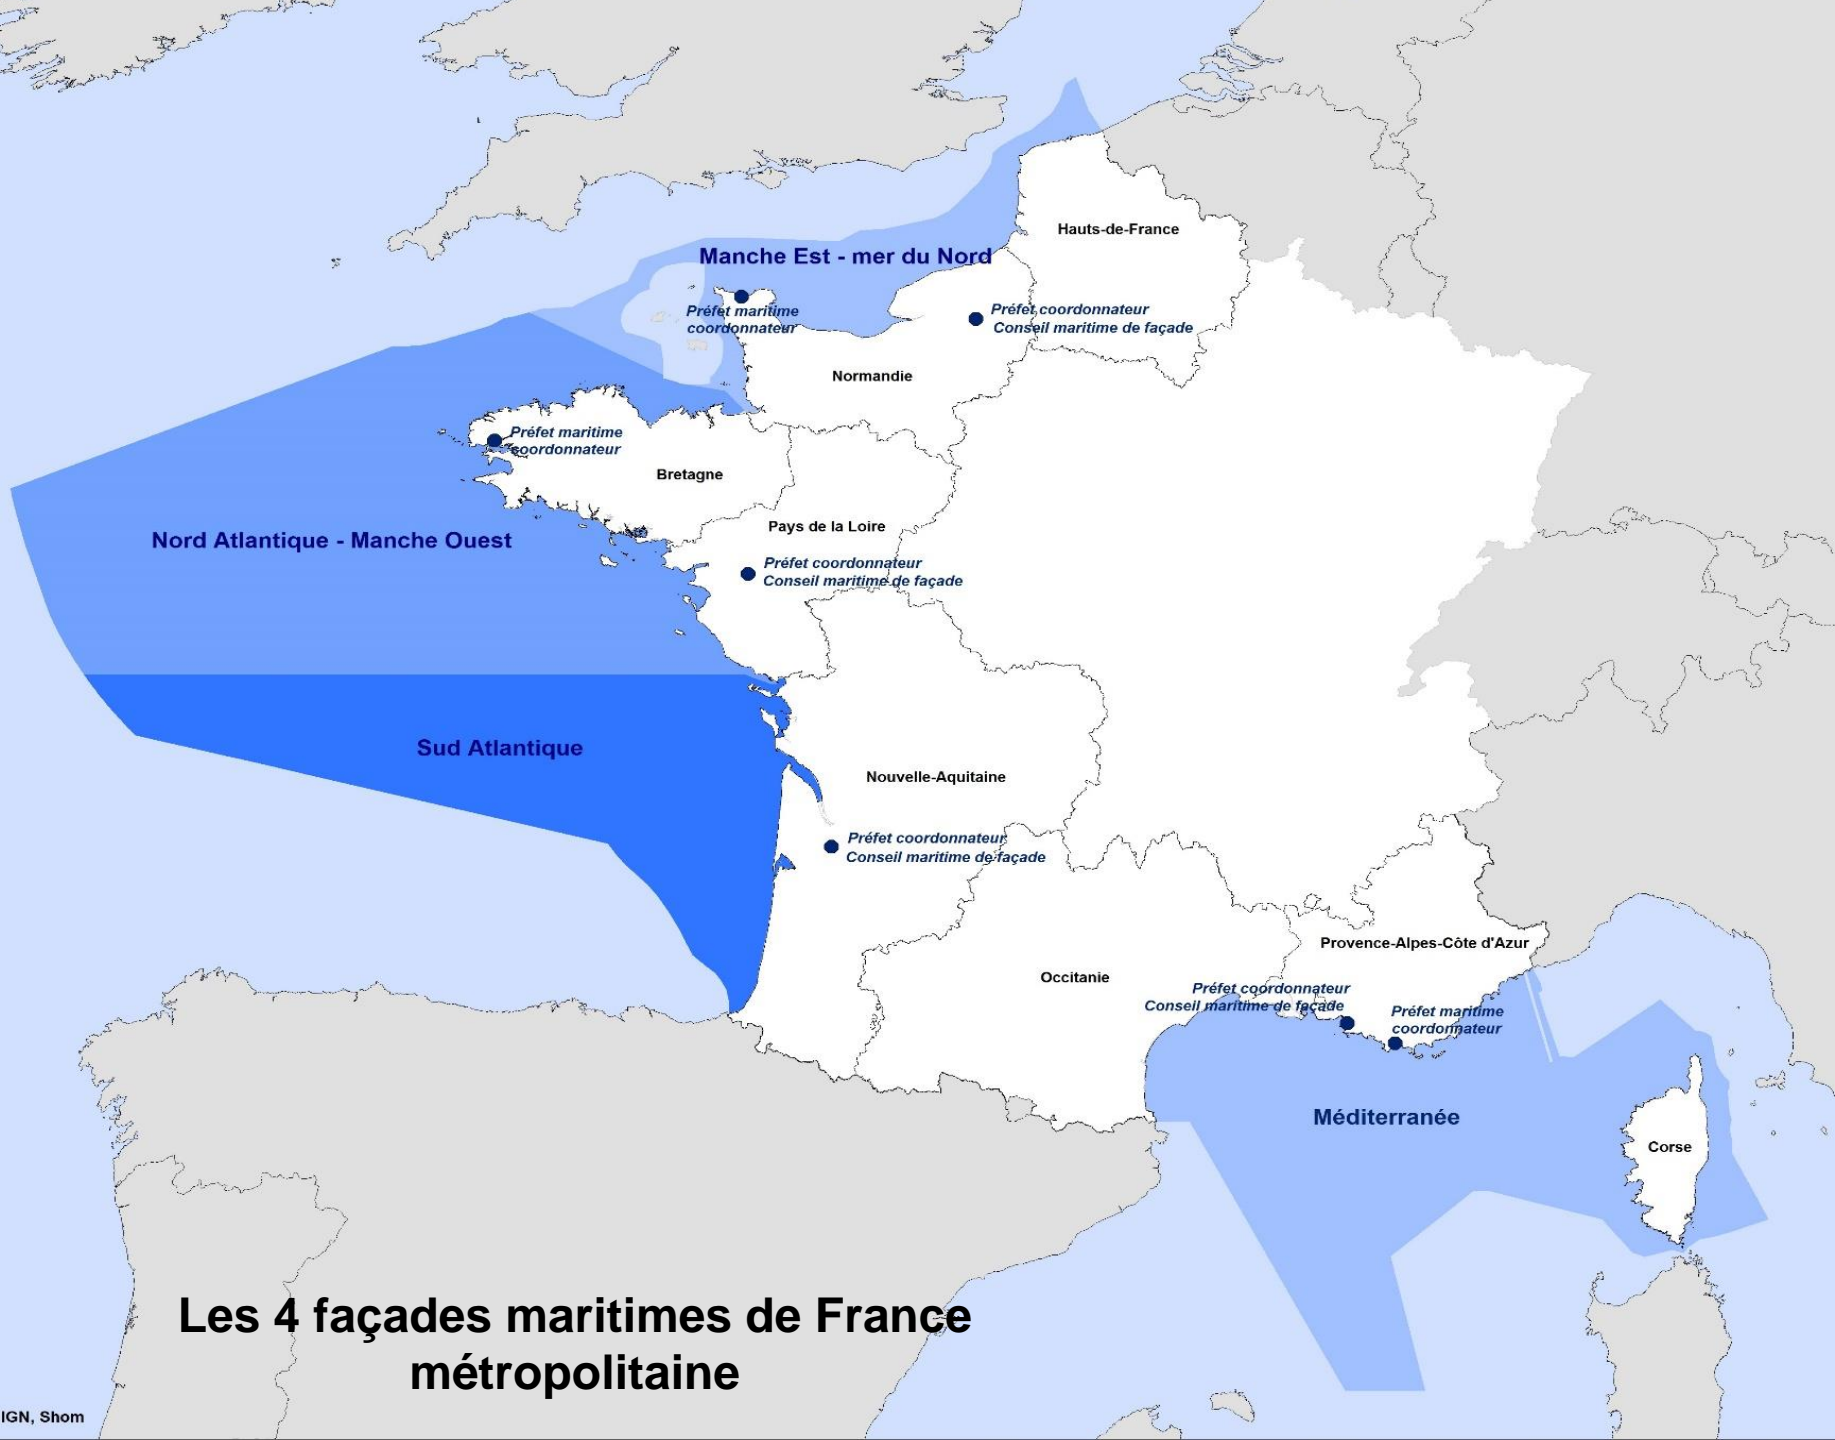 Hauts-de-France
Manche Est - mer du Nord
Préfet maritime
coordonnateur
Préfet coordonnateur
Conseil maritime de façade
Normandie
Préfet maritime
coordonnateur
Bretagne
Pays de la Loire
Nord Atlantique - Manche Ouest
Préfet coordonnateur
Conseil maritime de façade
Sud Atlantique
Nouvelle-Aquitaine
Préfet coordonnateur
Conseil maritime de façade
Provence-Alpes-Côte d'Azur
Occitanie
Préfet coordonnateur
Conseil maritime de façade
Préfet maritime
coordonnateur
Méditerranée
Corse
Les 4 façades maritimes de France
métropolitaine
IGN, Shom